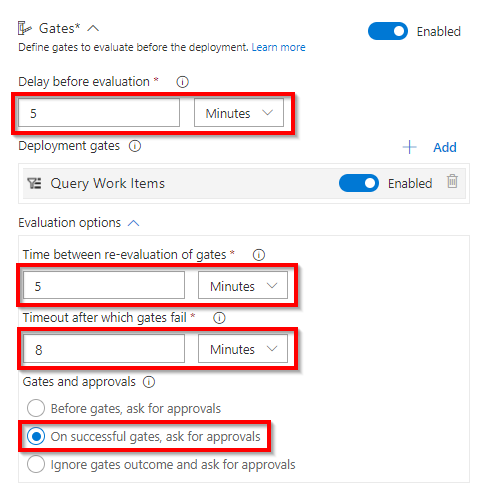 Gates*
Enabled
Define gates to evaluate before the deployment. Learn more
Delay before evaluation *
5
Minutes
Deployment gates
Add
Query Work Items
Enabled
Evaluation options
Time between re-evaluation of gates *
5
Minutes
Timeout after which gates fail *
8
Minutes
Gates and approvals
Before gates, ask for approvals
On successful gates, ask for approvals
Ignore gates outcome and ask for approvals